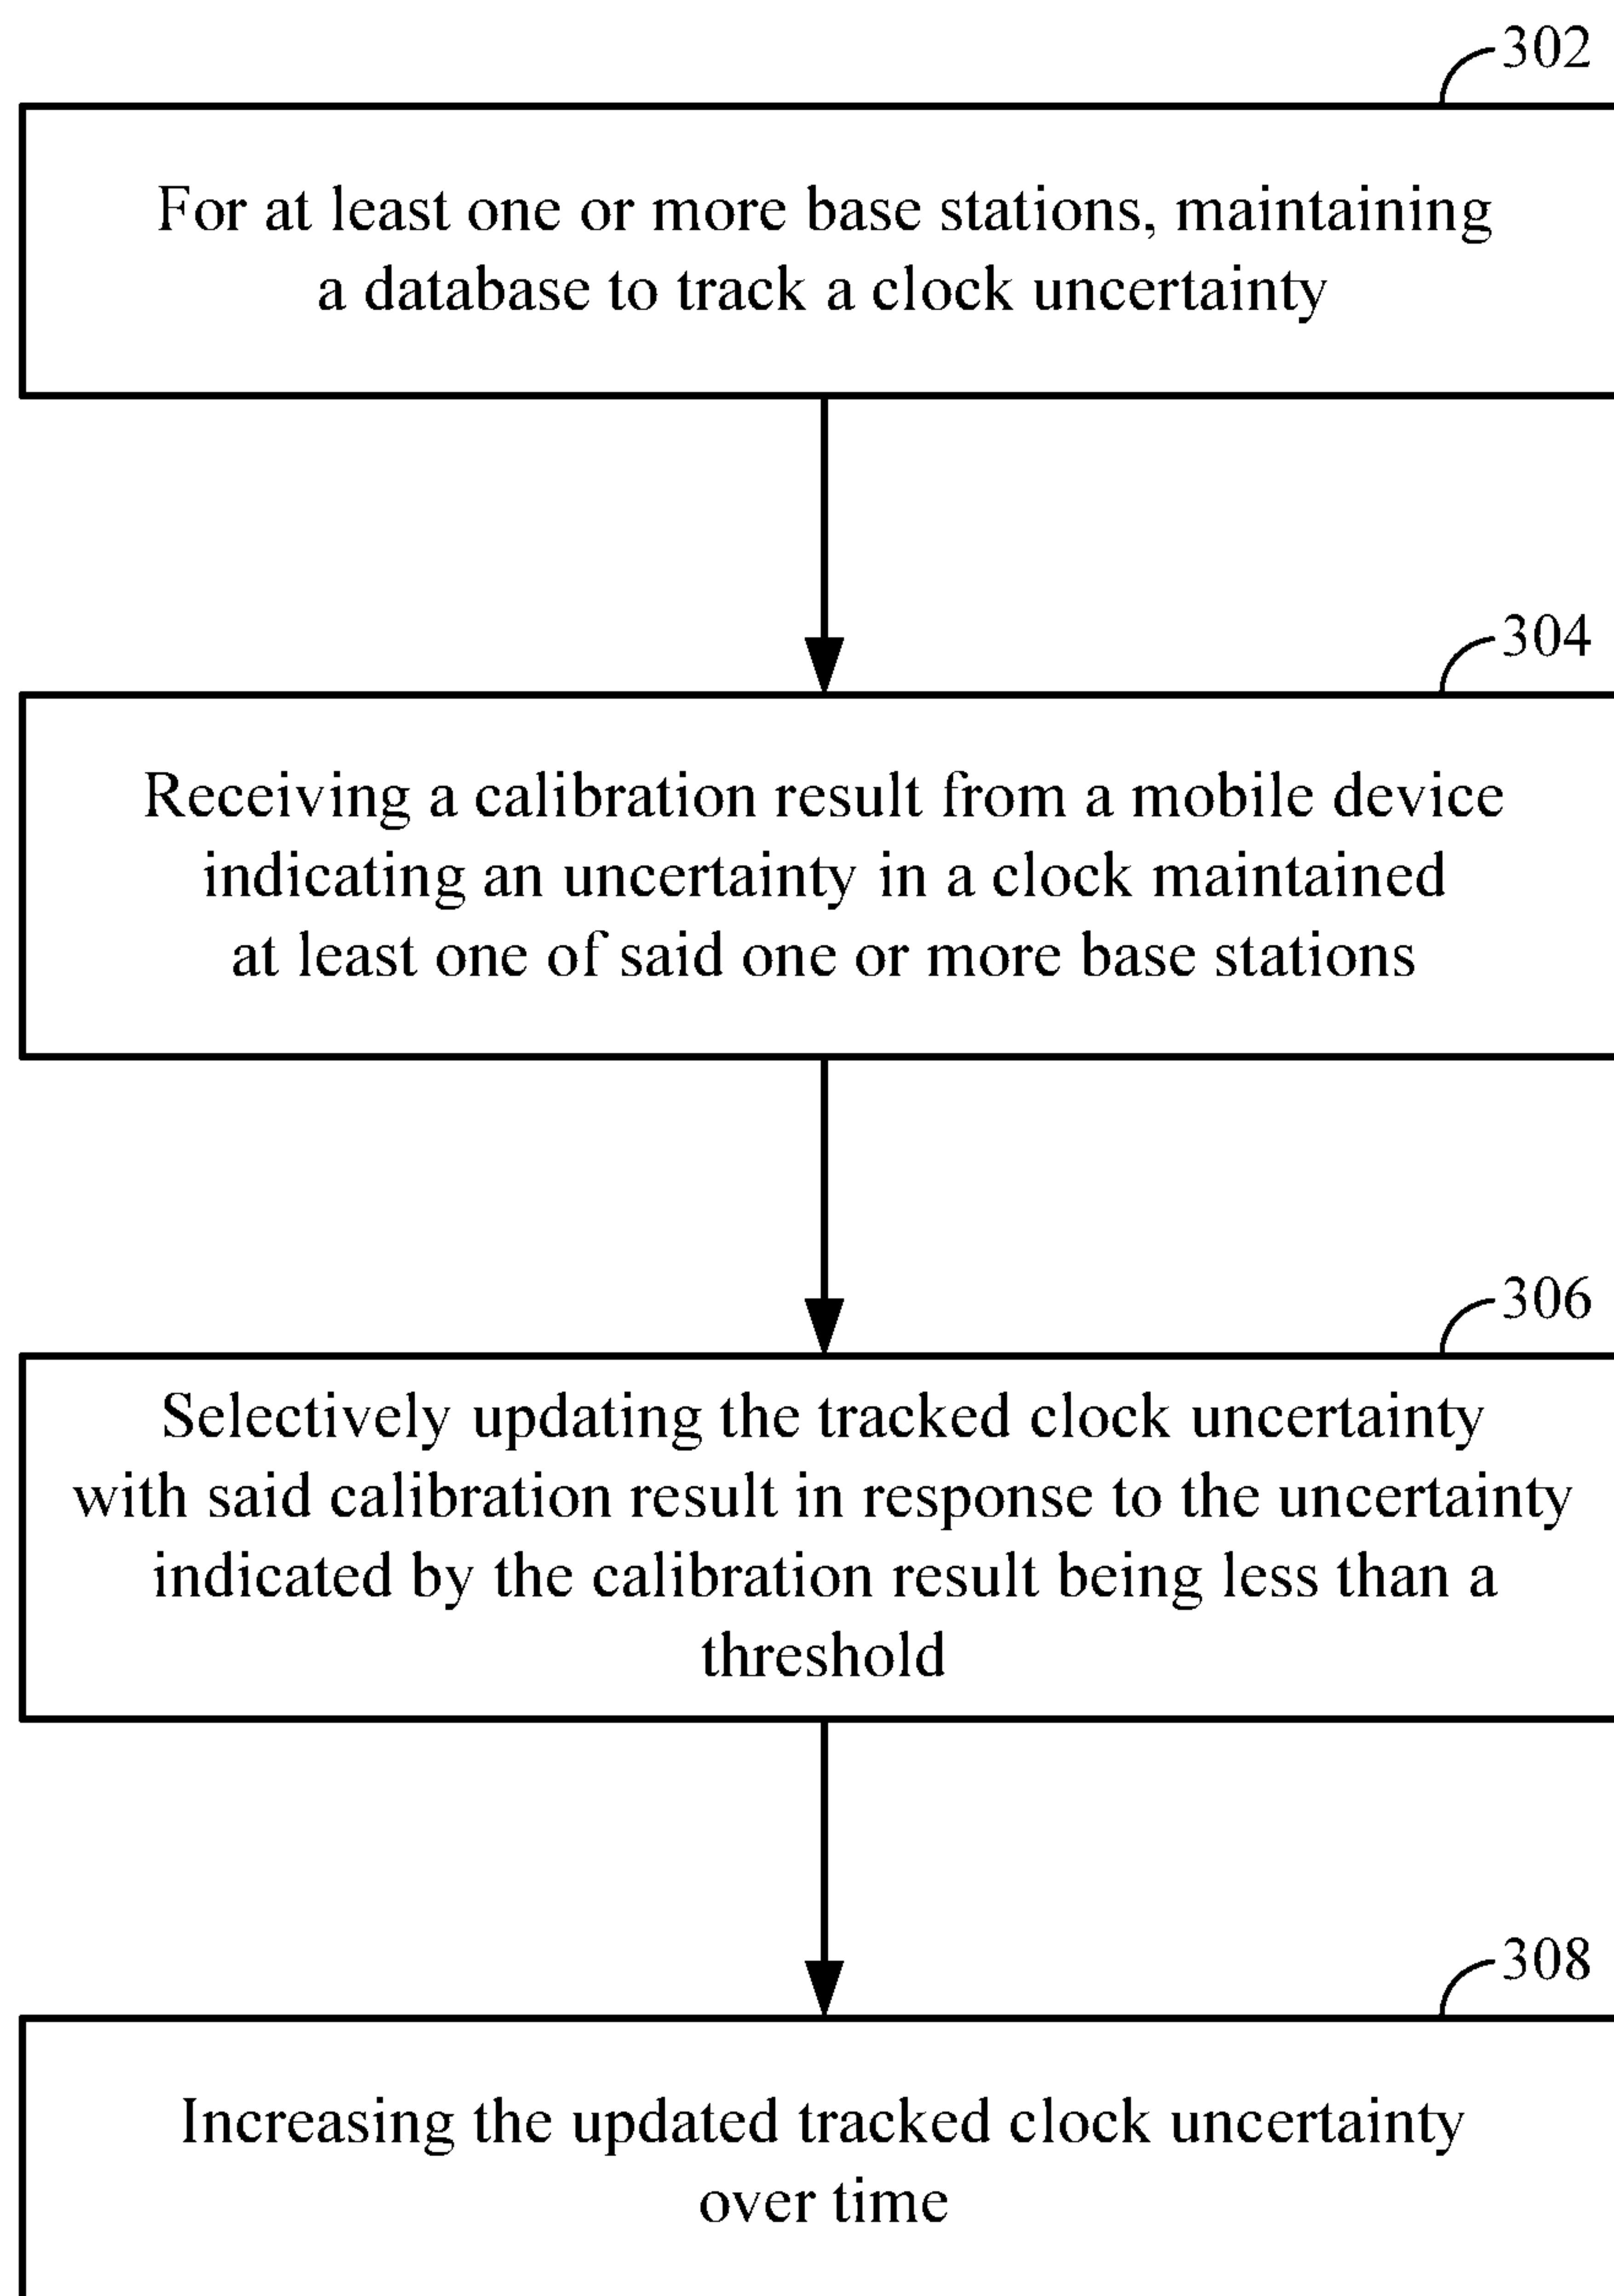 302
For at least one or more base stations, maintaining
a database to track a clock uncertainty
304
Receiving a calibration result from a mobile device
indicating an uncertainty in a clock maintained
at least one of said one or more base stations
306
Selectively updating the tracked clock uncertainty
with said calibration result in response to the uncertainty
indicated by the calibration result being less than a
threshold
308
Increasing the updated tracked clock uncertainty
over time